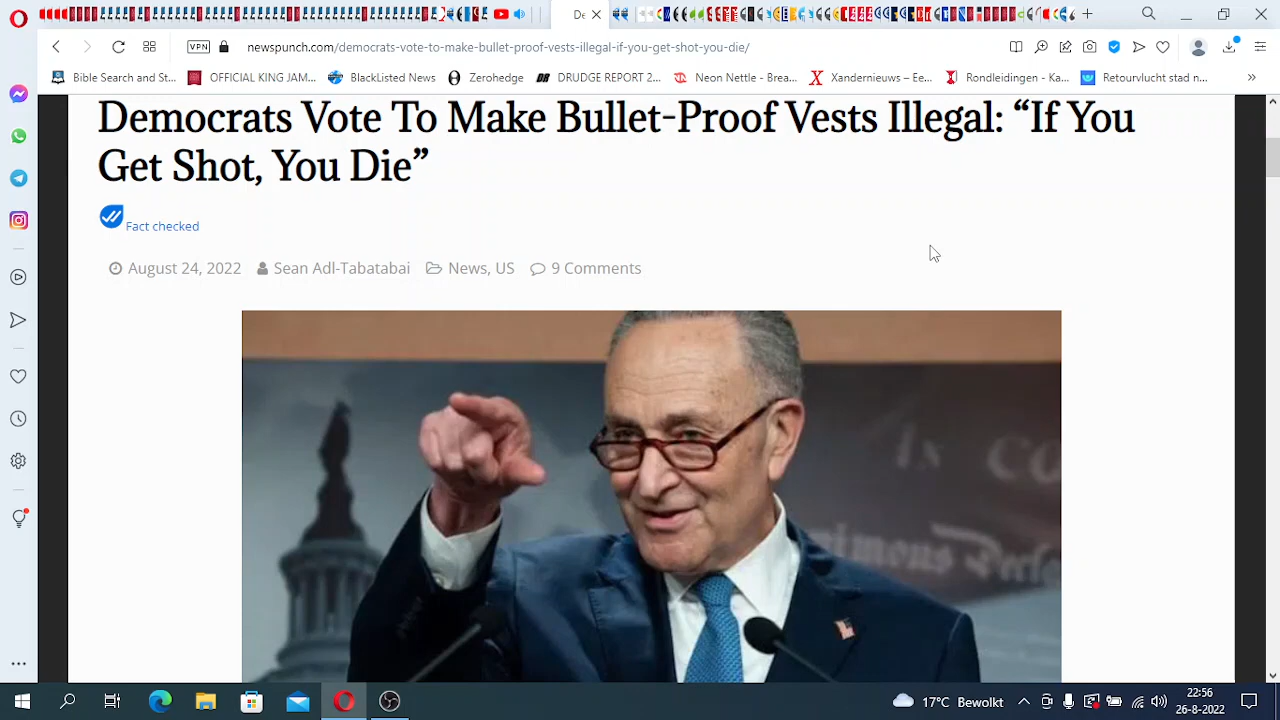 De
VPN
newspunch.com/democrats-vote-to-make-bullet-proof-vests-illegal-if-you-get-shot-you-die/
Bible Search and St...
OFFICIAL KING JAM...
BlackListed News
Zerohedge
DRUDGE REPORT 2...
Neon Nettle - Brea...
Xandernieuws – Ee...
Rondleidingen - Ka...
Retourvlucht stad n...
Democrats Vote To Make Bullet-Proof Vests Illegal: “If You
Get Shot, You Die”
Fact checked
August 24, 2022 Sean Adl-Tabatabai News, US 9 Comments
17°C Bewolkt
22:56
26-8-2022